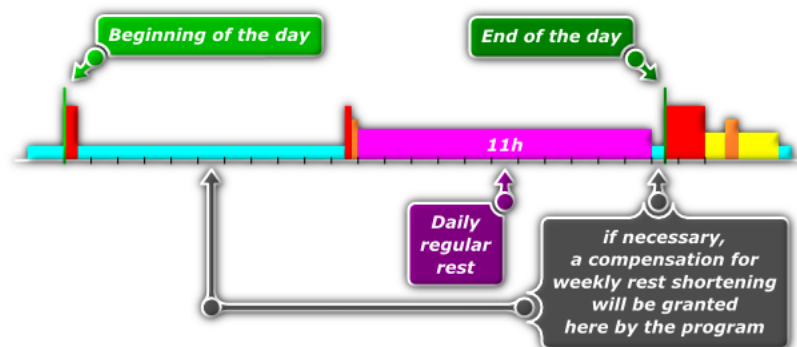 Beginning of the day
End of the day
11h
Daily
regular
rest
if necessary,
a compensation for
weekly rest shortening
will be granted
here by the program